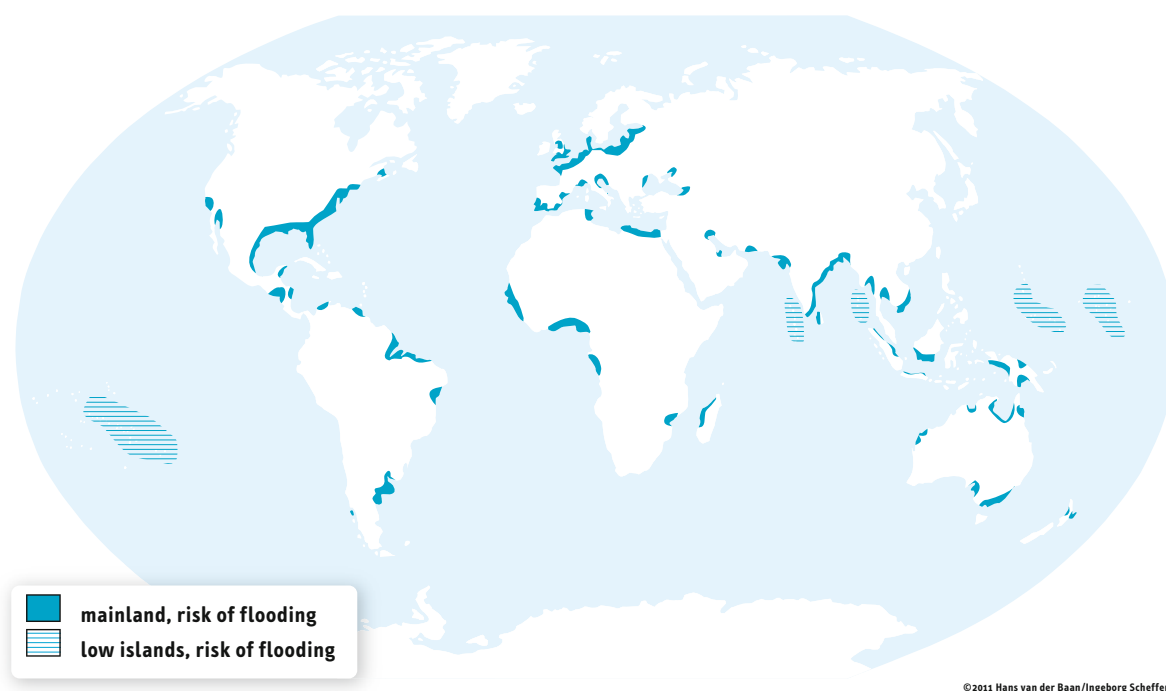 mainland, risk of flooding
low islands, risk of flooding
©2011 Hans van der Baan/Ingeborg Scheffer